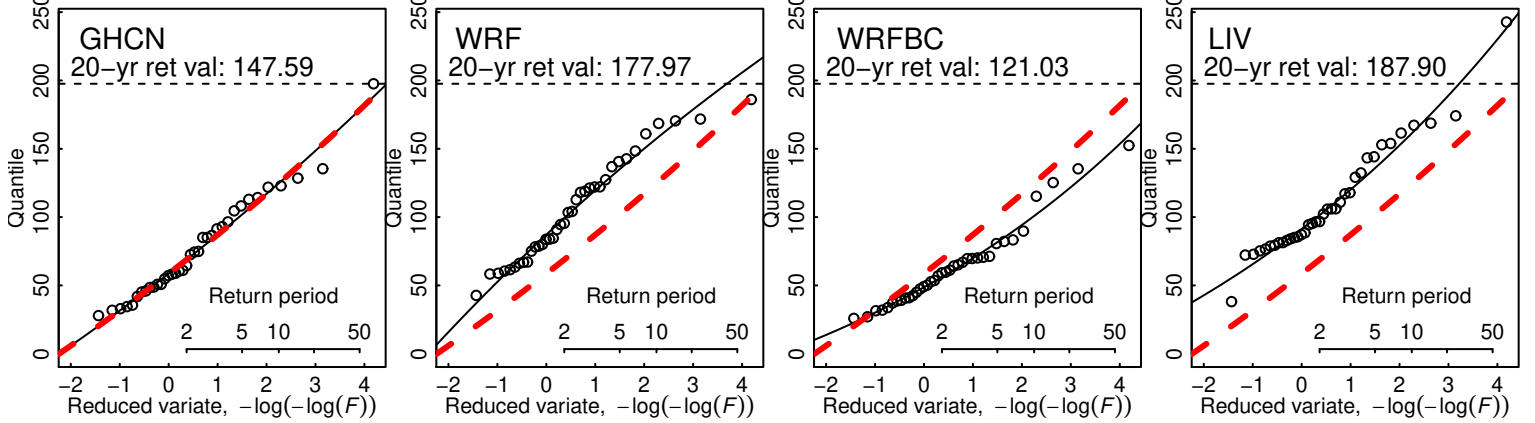 GHCN
20−yr ret val: 147.59
Quantile
0 50 100 150 200 250
Return period
2 5 10 50
−2 −1 0 1 2 3 4
Reduced variate, −log(−log(F))
WRF
20−yr ret val: 177.97
Quantile
0 50 100 150 200 250
Return period
2 5 10 50
−2 −1 0 1 2 3 4
Reduced variate, −log(−log(F))
WRFBC
20−yr ret val: 121.03
Quantile
0 50 100 150 200 250
Return period
2 5 10 50
−2 −1 0 1 2 3 4
Reduced variate, −log(−log(F))
LIV
20−yr ret val: 187.90
Quantile
0 50 100 150 200 250
Return period
2 5 10 50
−2 −1 0 1 2 3 4
Reduced variate, −log(−log(F))